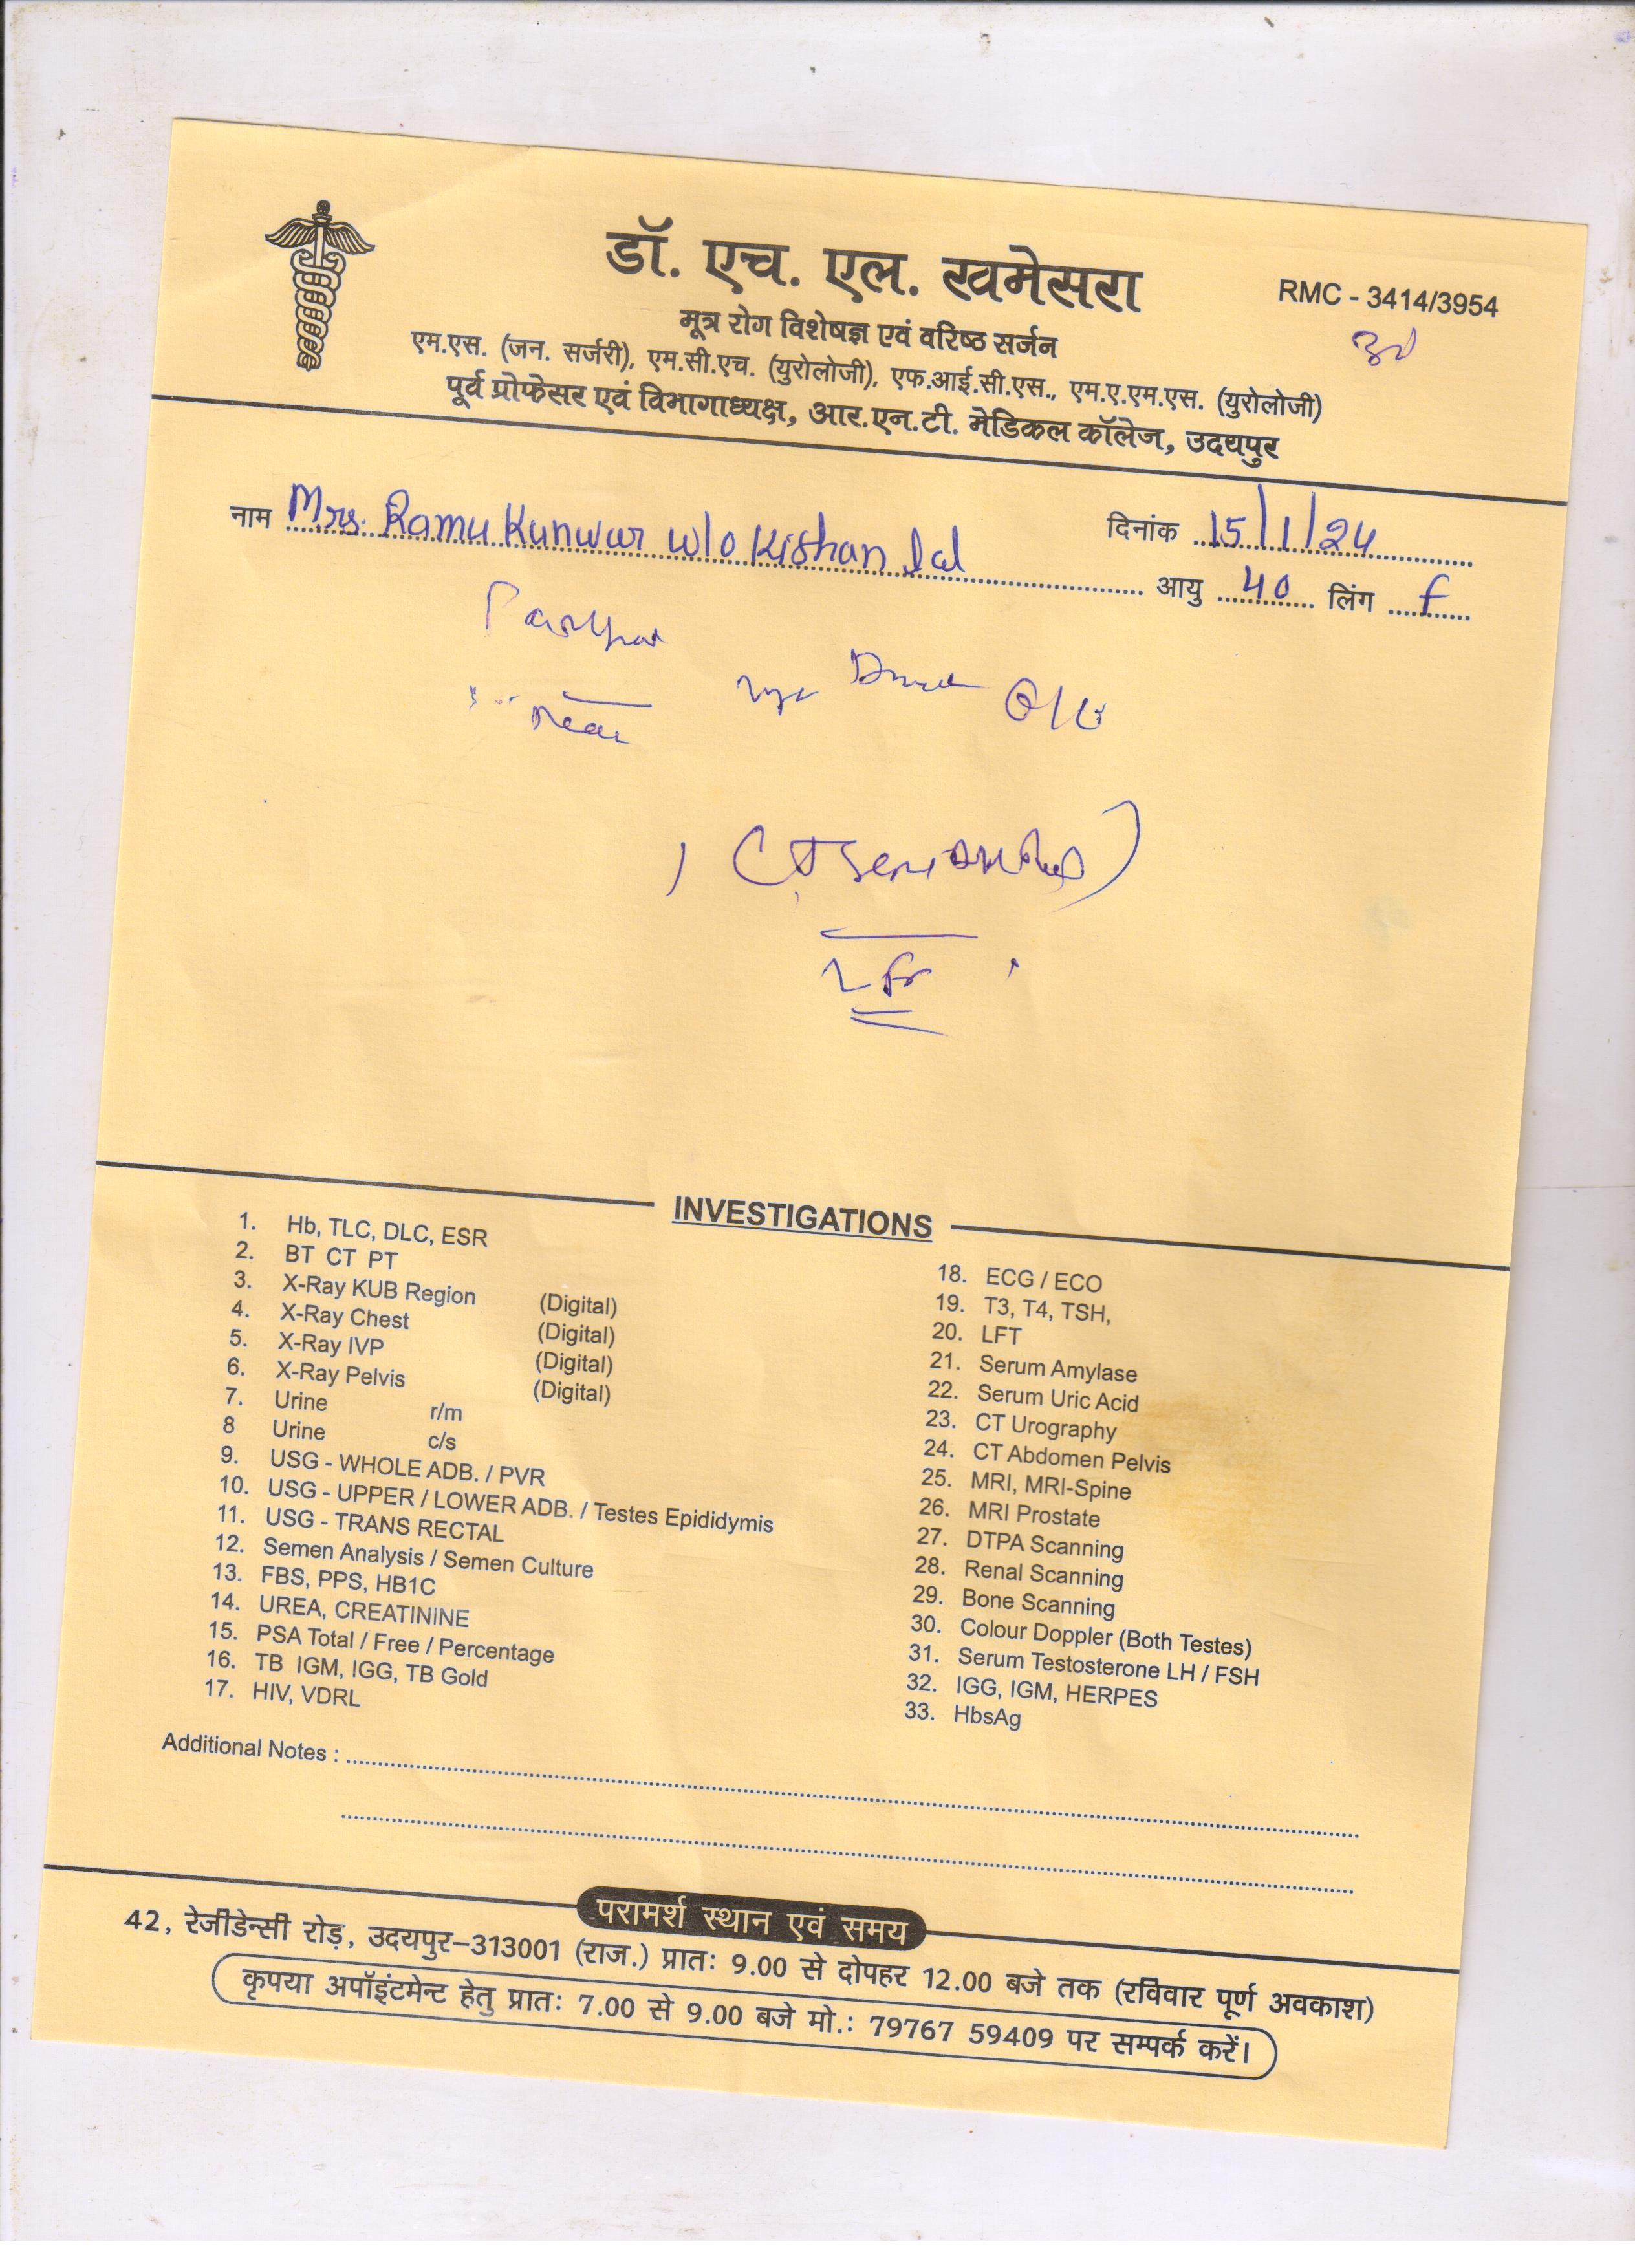 डॉ. एच. एल. खमेसरा
RMC - 3414/3954
मूत्र रोग विशेषज्ञ एवं वरिष्ठ सर्जन
एम.एस. (जन. सर्जरी), एम.सी.एच. (युरोलोजी), एफ.आई.सी.एस., एम.ए.एम.एस. (युरोलोजी)
पूर्व प्रोफेसर एवं विभागाध्यक्ष, आर.एन.टी. मेडिकल कॉलेज, उदयपुर
नाम Mrs. Ramu Kunwar w/o Kishan lal
दिनांक 15/1/24
आयु 40 लिंग f
INVESTIGATIONS
1. Hb, TLC, DLC, ESR
2. BT CT PT
3. X-Ray KUB Region (Digital)
4. X-Ray Chest (Digital)
5. X-Ray IVP (Digital)
6. X-Ray Pelvis (Digital)
7. Urine r/m
8 Urine c/s
9. USG - WHOLE ADB. / PVR
10. USG - UPPER / LOWER ADB. / Testes Epididymis
11. USG - TRANS RECTAL
12. Semen Analysis / Semen Culture
13. FBS, PPS, HB1C
14. UREA, CREATININE
15. PSA Total / Free / Percentage
16. TB IGM, IGG, TB Gold
17. HIV, VDRL
18. ECG / ECO
19. T3, T4, TSH,
20. LFT
21. Serum Amylase
22. Serum Uric Acid
23. CT Urography
24. CT Abdomen Pelvis
25. MRI, MRI-Spine
26. MRI Prostate
27. DTPA Scanning
28. Renal Scanning
29. Bone Scanning
30. Colour Doppler (Both Testes)
31. Serum Testosterone LH / FSH
32. IGG, IGM, HERPES
33. HbsAg
Additional Notes :
परामर्श स्थान एवं समय
42, रेजीडेन्सी रोड़, उदयपुर-313001 (राज.) प्रातः 9.00 से दोपहर 12.00 बजे तक (रविवार पूर्ण अवकाश)
कृपया अपॉइंटमेन्ट हेतु प्रातः 7.00 से 9.00 बजे मो.: 79767 59409 पर सम्पर्क करें।